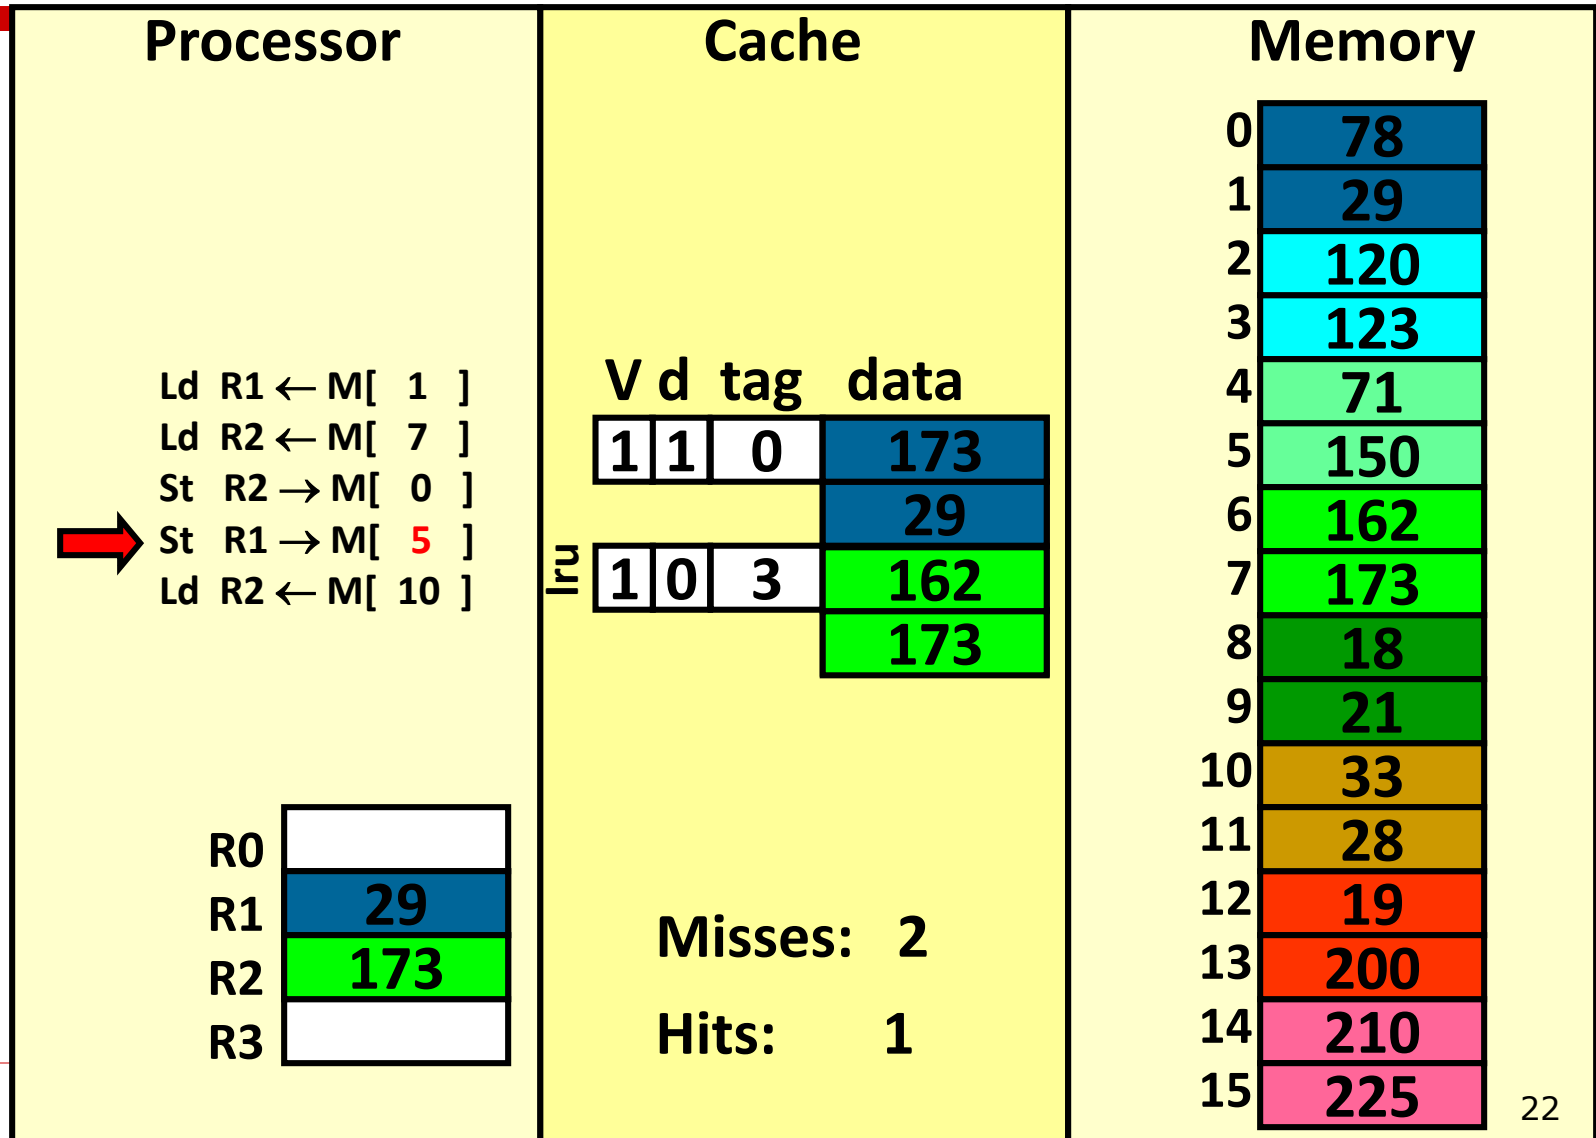 Processor
Ld R1 ← M[ 1 ]
Ld R2 ← M[ 7 ]
St R2 → M[ 0 ]
St R1 → M[ 5 ]
Ld R2 ← M[ 10 ]
R0
R1 29
R2 173
R3
Cache
V d tag data
1 1 0 173
29
lru 1 0 3 162
173
Misses: 2
Hits: 1
Memory
0 78
1 29
2 120
3 123
4 71
5 150
6 162
7 173
8 18
9 21
10 33
11 28
12 19
13 200
14 210
15 225
22